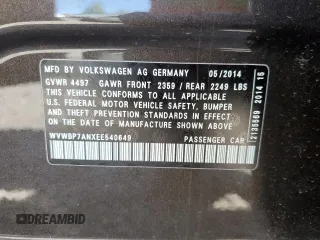 MFD BY VOLKSWAGEN AG GERMANY 05/2014
GVWR 4497 GAWR FRONT 2359 / REAR 2249 LBS
THIS VEHICLE CONFORMS TO ALL APPLICABLE
U.S. FEDERAL MOTOR VEHICLE SAFETY, BUMPER
AND THEFT PREVENTION STANDARDS IN EFFECT
ON THE DATE OF MANUFACTURE SHOWN ABOVE
WVWBP7ANXEE540649 PASSENGER CAR
2135569 2014 16
© DREAMBID